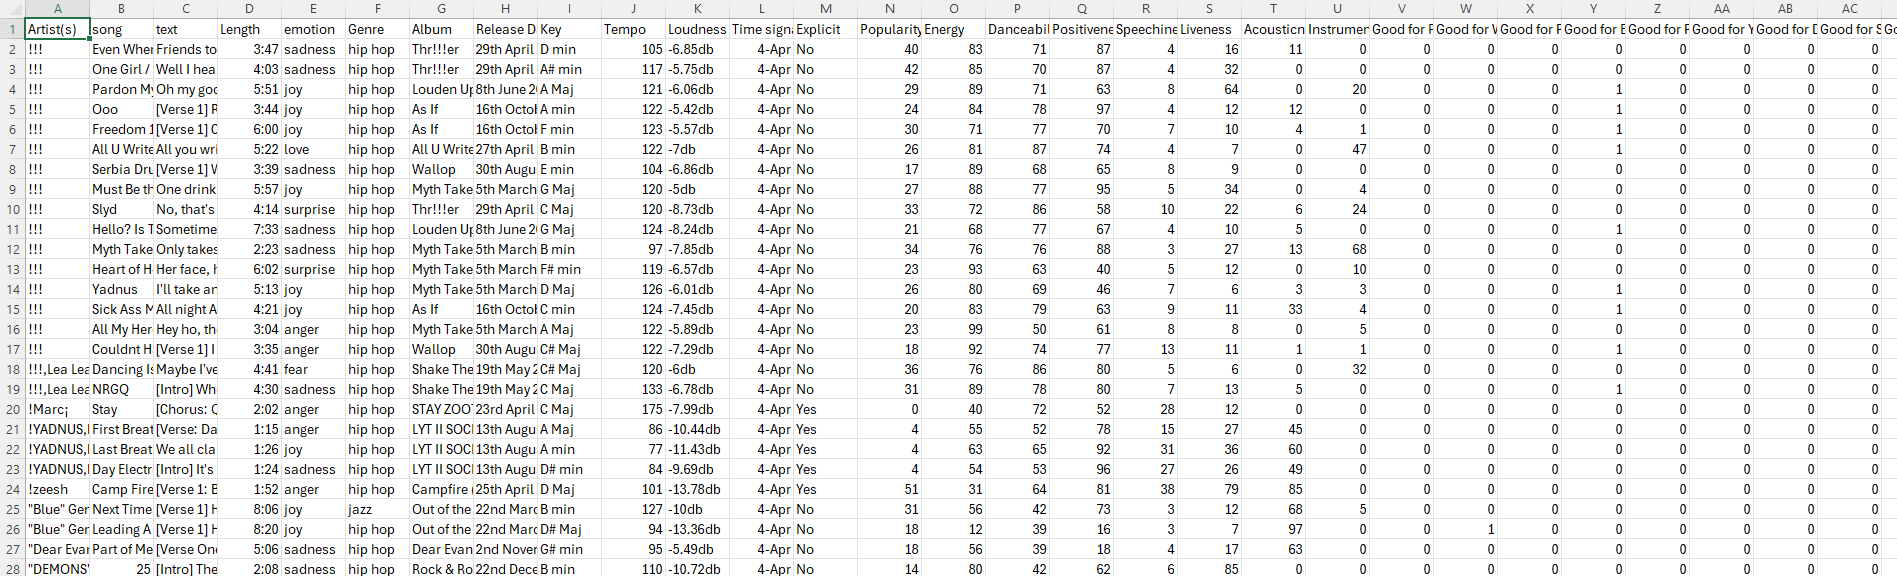 A B C D E F G H I J K L M N O P Q R S T U V W X Y Z AA AB AC
1 Artist(s) song text Length emotion Genre Album Release D Key Tempo Loudness Time signa Explicit Popularity Energy Danceabil Positivene Speechine Liveness Acousticn Instrumen Good for P Good for W Good for F Good for E Good for F Good for Y Good for D Good for S Go
2 !!! Even Wher Friends to 3:47 sadness hip hop Thr!!!er 29th April D min 105 -6.85db 4-Apr No 40 83 71 87 4 16 11 0 0 0 0 0 0 0 0 0
3 !!! One Girl / Well I hea 4:03 sadness hip hop Thr!!!er 29th April A# min 117 -5.75db 4-Apr No 42 85 70 87 4 32 0 0 0 0 0 0 0 0 0 0
4 !!! Pardon My Oh my goo 5:51 joy hip hop Louden Up 8th June 2 A Maj 121 -6.06db 4-Apr No 29 89 71 63 8 64 0 20 0 0 0 1 0 0 0 0
5 !!! Ooo [Verse 1] R 3:44 joy hip hop As If 16th Octo A min 122 -5.42db 4-Apr No 24 84 78 97 4 12 12 0 0 0 0 1 0 0 0 0
6 !!! Freedom 1 [Verse 1] C 6:00 joy hip hop As If 16th Octo F min 123 -5.57db 4-Apr No 30 71 77 70 7 10 4 1 0 0 0 1 0 0 0 0
7 !!! All U Write All you wri 5:22 love hip hop All U Write 27th April B min 122 -7db 4-Apr No 26 81 87 74 4 7 0 47 0 0 0 1 0 0 0 0
8 !!! Serbia Dru [Verse 1] W 3:39 sadness hip hop Wallop 30th Augu E min 104 -6.86db 4-Apr No 17 89 68 65 8 9 0 0 0 0 0 0 0 0 0 0
9 !!! Must Be th One drink 5:57 joy hip hop Myth Take 5th March G Maj 120 -5db 4-Apr No 27 88 77 95 5 34 0 4 0 0 0 1 0 0 0 0
10 !!! Slyd No, that's 4:14 surprise hip hop Thr!!!er 29th April C Maj 120 -8.73db 4-Apr No 33 72 86 58 10 22 6 24 0 0 0 0 0 0 0 0
11 !!! Hello? Is T Sometime 7:33 sadness hip hop Louden Up 8th June 2 G Maj 124 -8.24db 4-Apr No 21 68 77 67 4 10 5 0 0 0 0 1 0 0 0 0
12 !!! Myth Take Only takes 2:23 sadness hip hop Myth Take 5th March B min 97 -7.85db 4-Apr No 34 76 76 88 3 27 13 68 0 0 0 0 0 0 0 0
13 !!! Heart of H Her face, h 6:02 surprise hip hop Myth Take 5th March F# min 119 -6.57db 4-Apr No 23 93 63 40 5 12 0 10 0 0 0 0 0 0 0 0
14 !!! Yadnus I'll take an 5:13 joy hip hop Myth Take 5th March D Maj 126 -6.01db 4-Apr No 26 80 69 46 7 6 3 3 0 0 0 1 0 0 0 0
15 !!! Sick Ass M All night A 4:21 joy hip hop As If 16th Octo C min 124 -7.45db 4-Apr No 20 83 79 63 9 11 33 4 0 0 0 1 0 0 0 0
16 !!! All My Her Hey ho, th 3:04 anger hip hop Myth Take 5th March A Maj 122 -5.89db 4-Apr No 23 99 50 61 8 8 0 5 0 0 0 0 0 0 0 0
17 !!! Couldnt H [Verse 1] I 3:35 anger hip hop Wallop 30th Augu C# Maj 122 -7.29db 4-Apr No 18 92 74 77 13 11 1 1 0 0 0 1 0 0 0 0
18 !!!,Lea Lea Dancing Is Maybe I've 4:41 fear hip hop Shake The 19th May 2 C# Maj 120 -6db 4-Apr No 36 76 86 80 5 6 0 32 0 0 0 0 0 0 0 0
19 !!!,Lea Lea NRGQ [Intro] Wh 4:30 sadness hip hop Shake The 19th May 2 C Maj 133 -6.78db 4-Apr No 31 89 78 80 7 13 5 0 0 0 0 1 0 0 0 0
20 !Marc¡ Stay [Chorus: C 2:02 anger hip hop STAY ZOO 23rd April C Maj 175 -7.99db 4-Apr Yes 0 40 72 52 28 12 0 0 0 0 0 0 0 0 0 0
21 !YADNUS, First Breat [Verse: Da 1:15 anger hip hop LYT II SOCI 13th Augu A Maj 86 -10.44db 4-Apr Yes 4 55 52 78 15 27 45 0 0 0 0 0 0 0 0 0
22 !YADNUS, Last Breat We all cla 1:26 joy hip hop LYT II SOCI 13th Augu A min 77 -11.43db 4-Apr Yes 4 63 65 92 31 36 60 0 0 0 0 0 0 0 0 0
23 !YADNUS, Day Electr [Intro] It's 1:24 sadness hip hop LYT II SOCI 13th Augu D# min 84 -9.69db 4-Apr Yes 4 54 53 96 27 26 49 0 0 0 0 0 0 0 0 0
24 !zeesh Camp Fire [Verse 1: B 1:52 anger hip hop Campfire ( 25th April D Maj 101 -13.78db 4-Apr Yes 51 31 64 81 38 79 85 0 0 0 0 0 0 0 0 0
25 "Blue" Ger Next Time [Verse 1] H 8:06 joy jazz Out of the 22nd Marc B min 127 -10db 4-Apr No 31 56 42 73 3 12 68 5 0 0 0 0 0 0 0 0
26 "Blue" Ger Leading A [Verse 1] H 8:20 joy hip hop Out of the 22nd Marc D# Maj 94 -13.36db 4-Apr No 18 12 39 16 3 7 97 0 0 1 0 0 0 0 0 0
27 "Dear Evan Part of Me [Verse One 5:06 sadness hip hop Dear Evan 2nd Nover G# min 95 -5.49db 4-Apr No 18 56 39 18 4 17 63 0 0 0 0 0 0 0 0 0
28 "DEMONS" 25 [Intro] The 2:08 sadness hip hop Rock & Ro 22nd Dece B min 110 -10.72db 4-Apr No 14 80 42 62 6 85 0 0 0 0 0 0 0 0 0 0